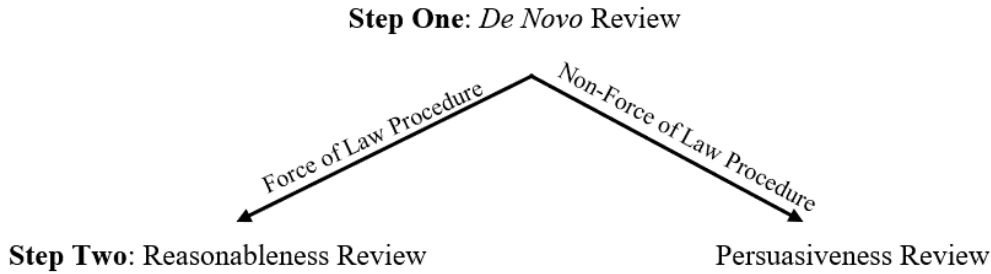 Step One: De Novo Review
Force of Law Procedure
Non-Force of Law Procedure
Step Two: Reasonableness Review
Persuasiveness Review